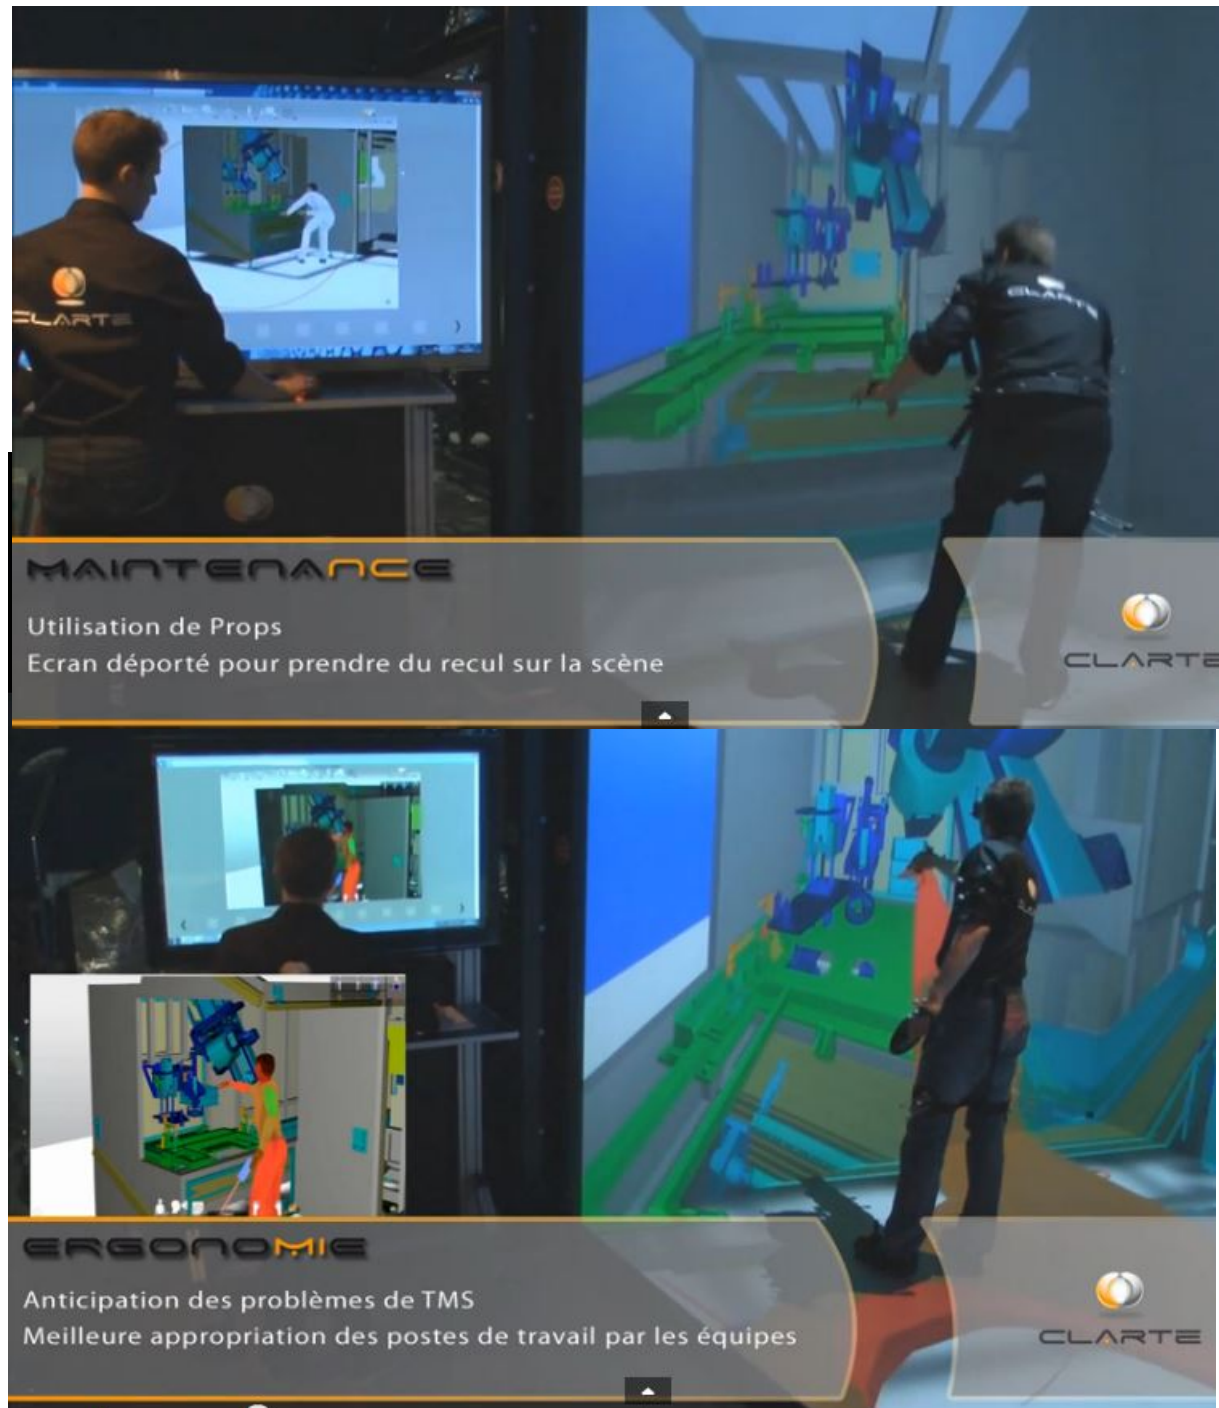 CLARTE
CLARTE
MAINTENANCE
Utilisation de Props
Ecran déporté pour prendre du recul sur la scène
CLARTE
ERGONOMIE
Anticipation des problèmes de TMS
Meilleure appropriation des postes de travail par les équipes
CLARTE